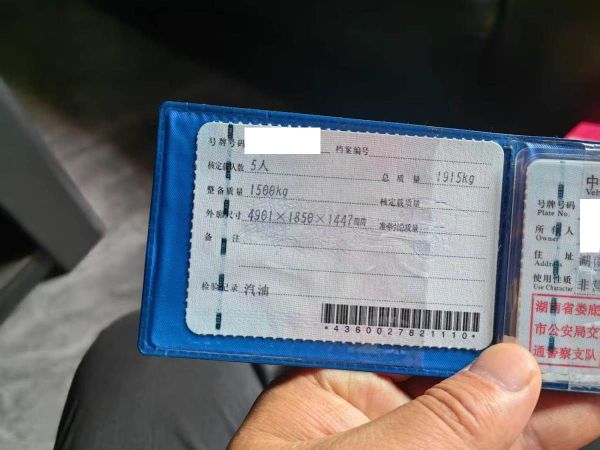 号牌号码
档案编号
核定载人数 5人
总质量 1915kg
整备质量 1500kg
核定载质量
外廓尺寸 4901×1850×1447
准牵引总质量
备注
检验记录 汽油
*4360027821110*
中
号牌号码
Plate No.
所有人
Owner
住址 湖南
Address
使用性质 非
Use Character
湖南省娄底
市公安局交
通警察支队